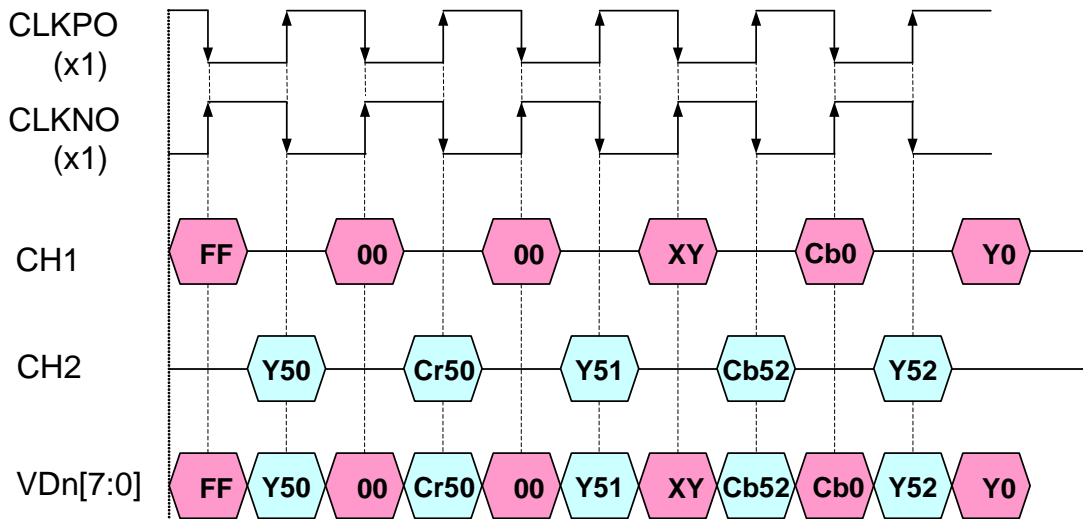 CLKPO
(x1)
CLKNO
(x1)
CH1 FF 00 00 XY Cb0 Y0
CH2 Y50 Cr50 Y51 Cb52 Y52
VDn[7:0] FF Y50 00 Cr50 00 Y51 XY Cb52 Cb0 Y52 Y0